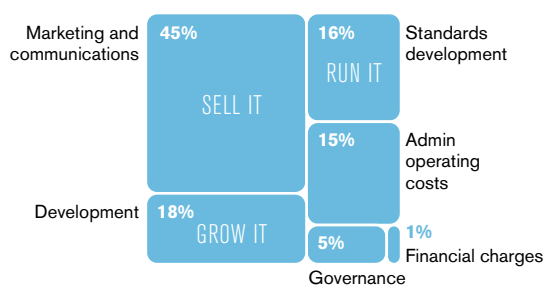 Marketing and
communications
45%
SELL IT
16%
RUN IT
Standards
development
15%
Admin
operating
costs
Development
18%
GROW IT
5%
Governance
1%
Financial charges